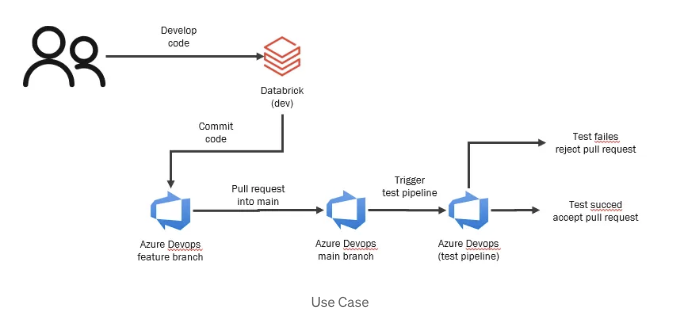 Develop
code
Databrick
(dev)
Commit
code
Test failes
reject pull request
Pull request
into main
Trigger
test pipeline
Test succed
accept pull request
Azure Devops
feature branch
Azure Devops
main branch
Azure Devops
(test pipeline)
Use Case